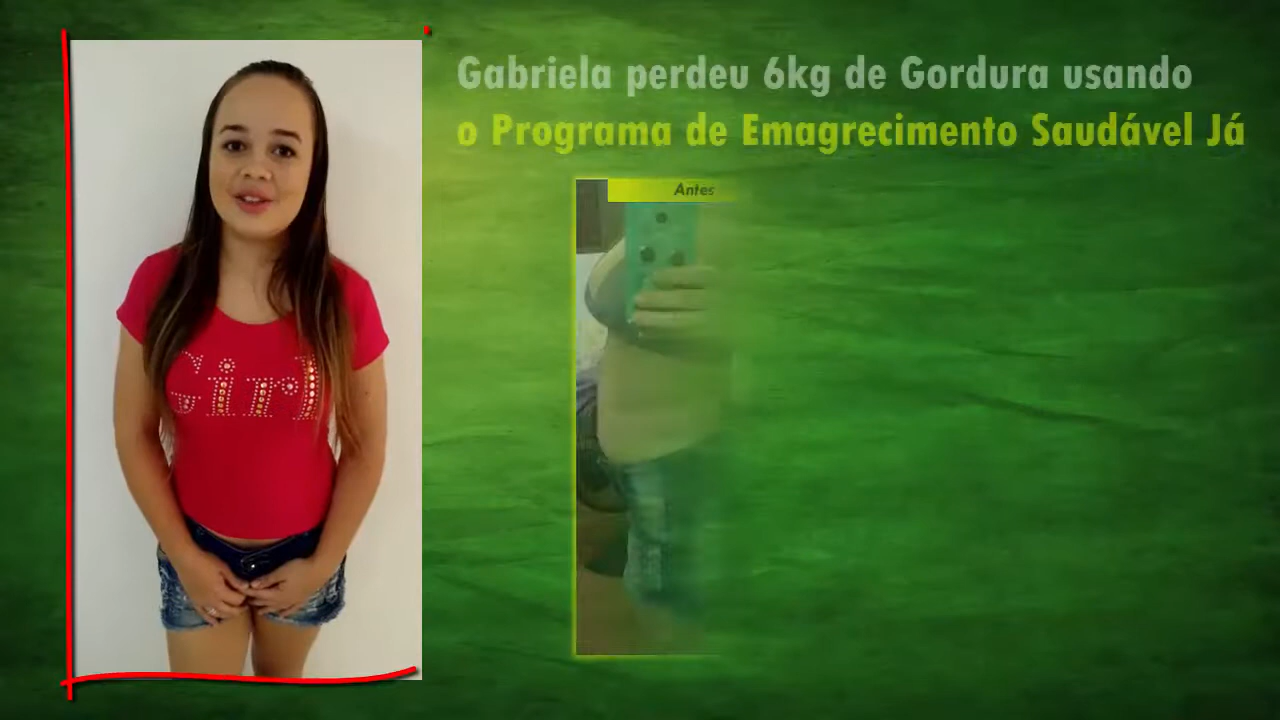 Gabriela perdeu 6kg de Gordura usando
o Programa de Emagrecimento Saudável Já
Antes
Girl